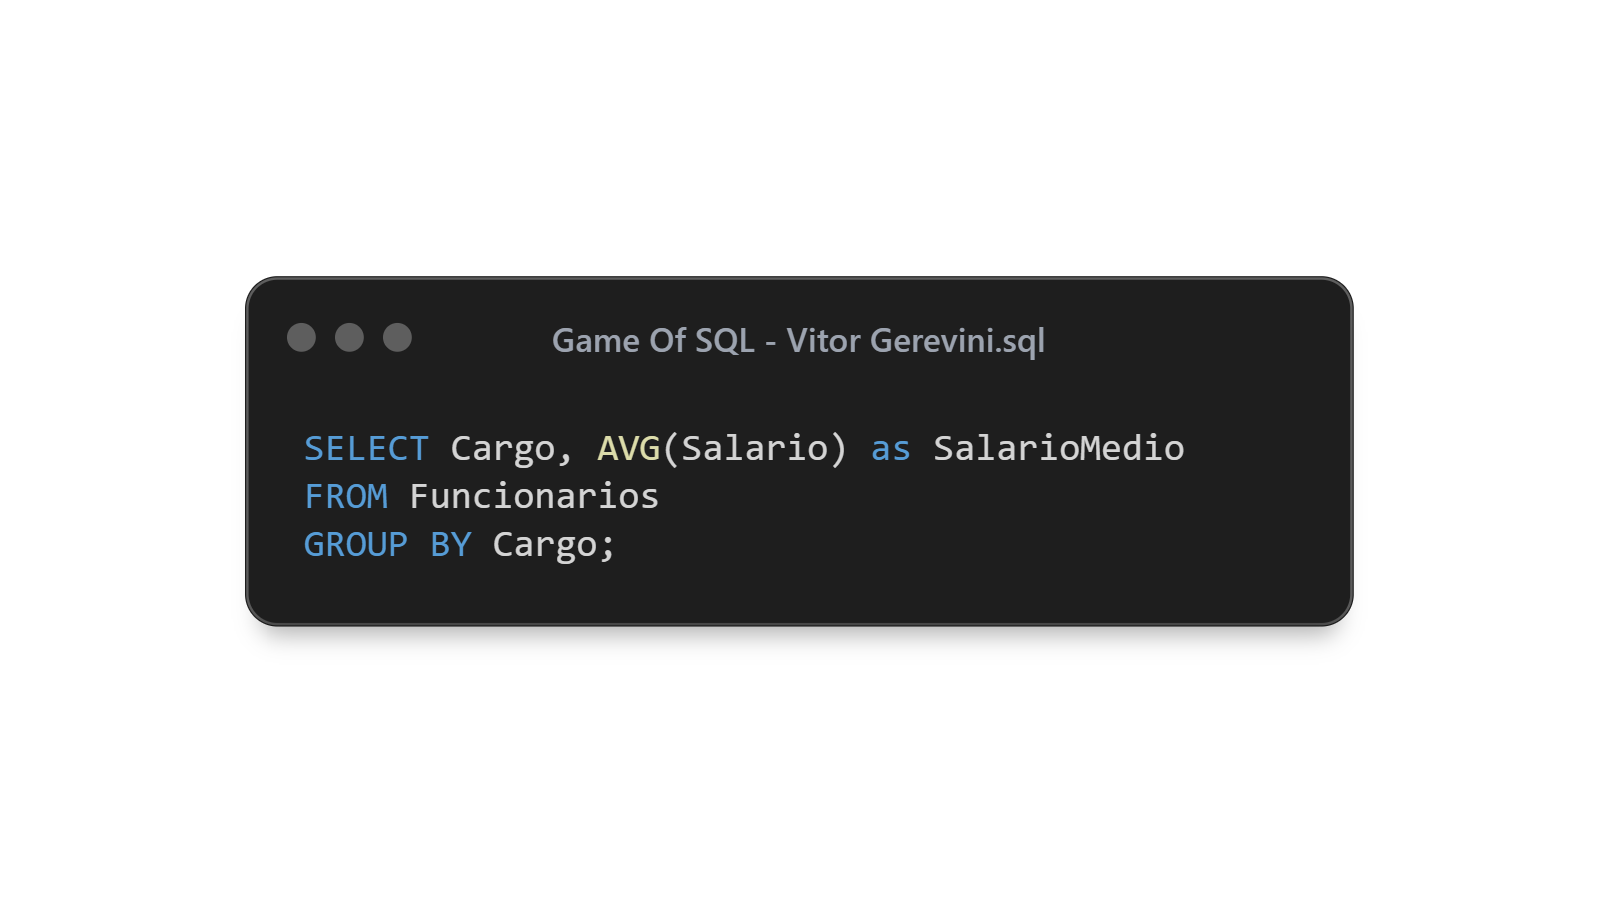 Game Of SQL - Vitor Gerevini.sql
SELECT Cargo, AVG(Salario) as SalarioMedio
FROM Funcionarios
GROUP BY Cargo;